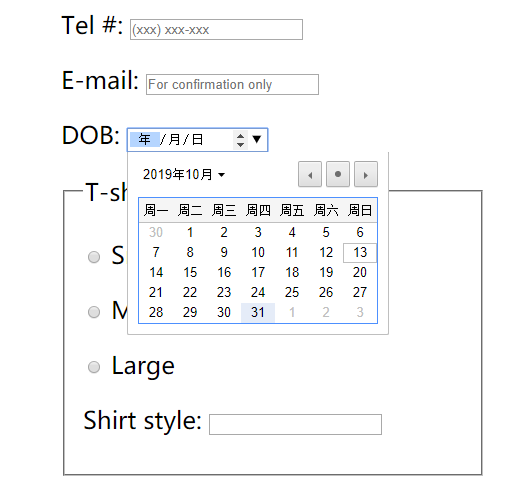 Tel #: (xxx) xxx-xxx
E-mail: For confirmation only
DOB: 年/月/日
2019年10月
T-sh
周一 周二 周三 周四 周五 周六 周日
30 1 2 3 4 5 6
S
7 8 9 10 11 12 13
14 15 16 17 18 19 20
21 22 23 24 25 26 27
M
28 29 30 31 1 2 3
Large
Shirt style: